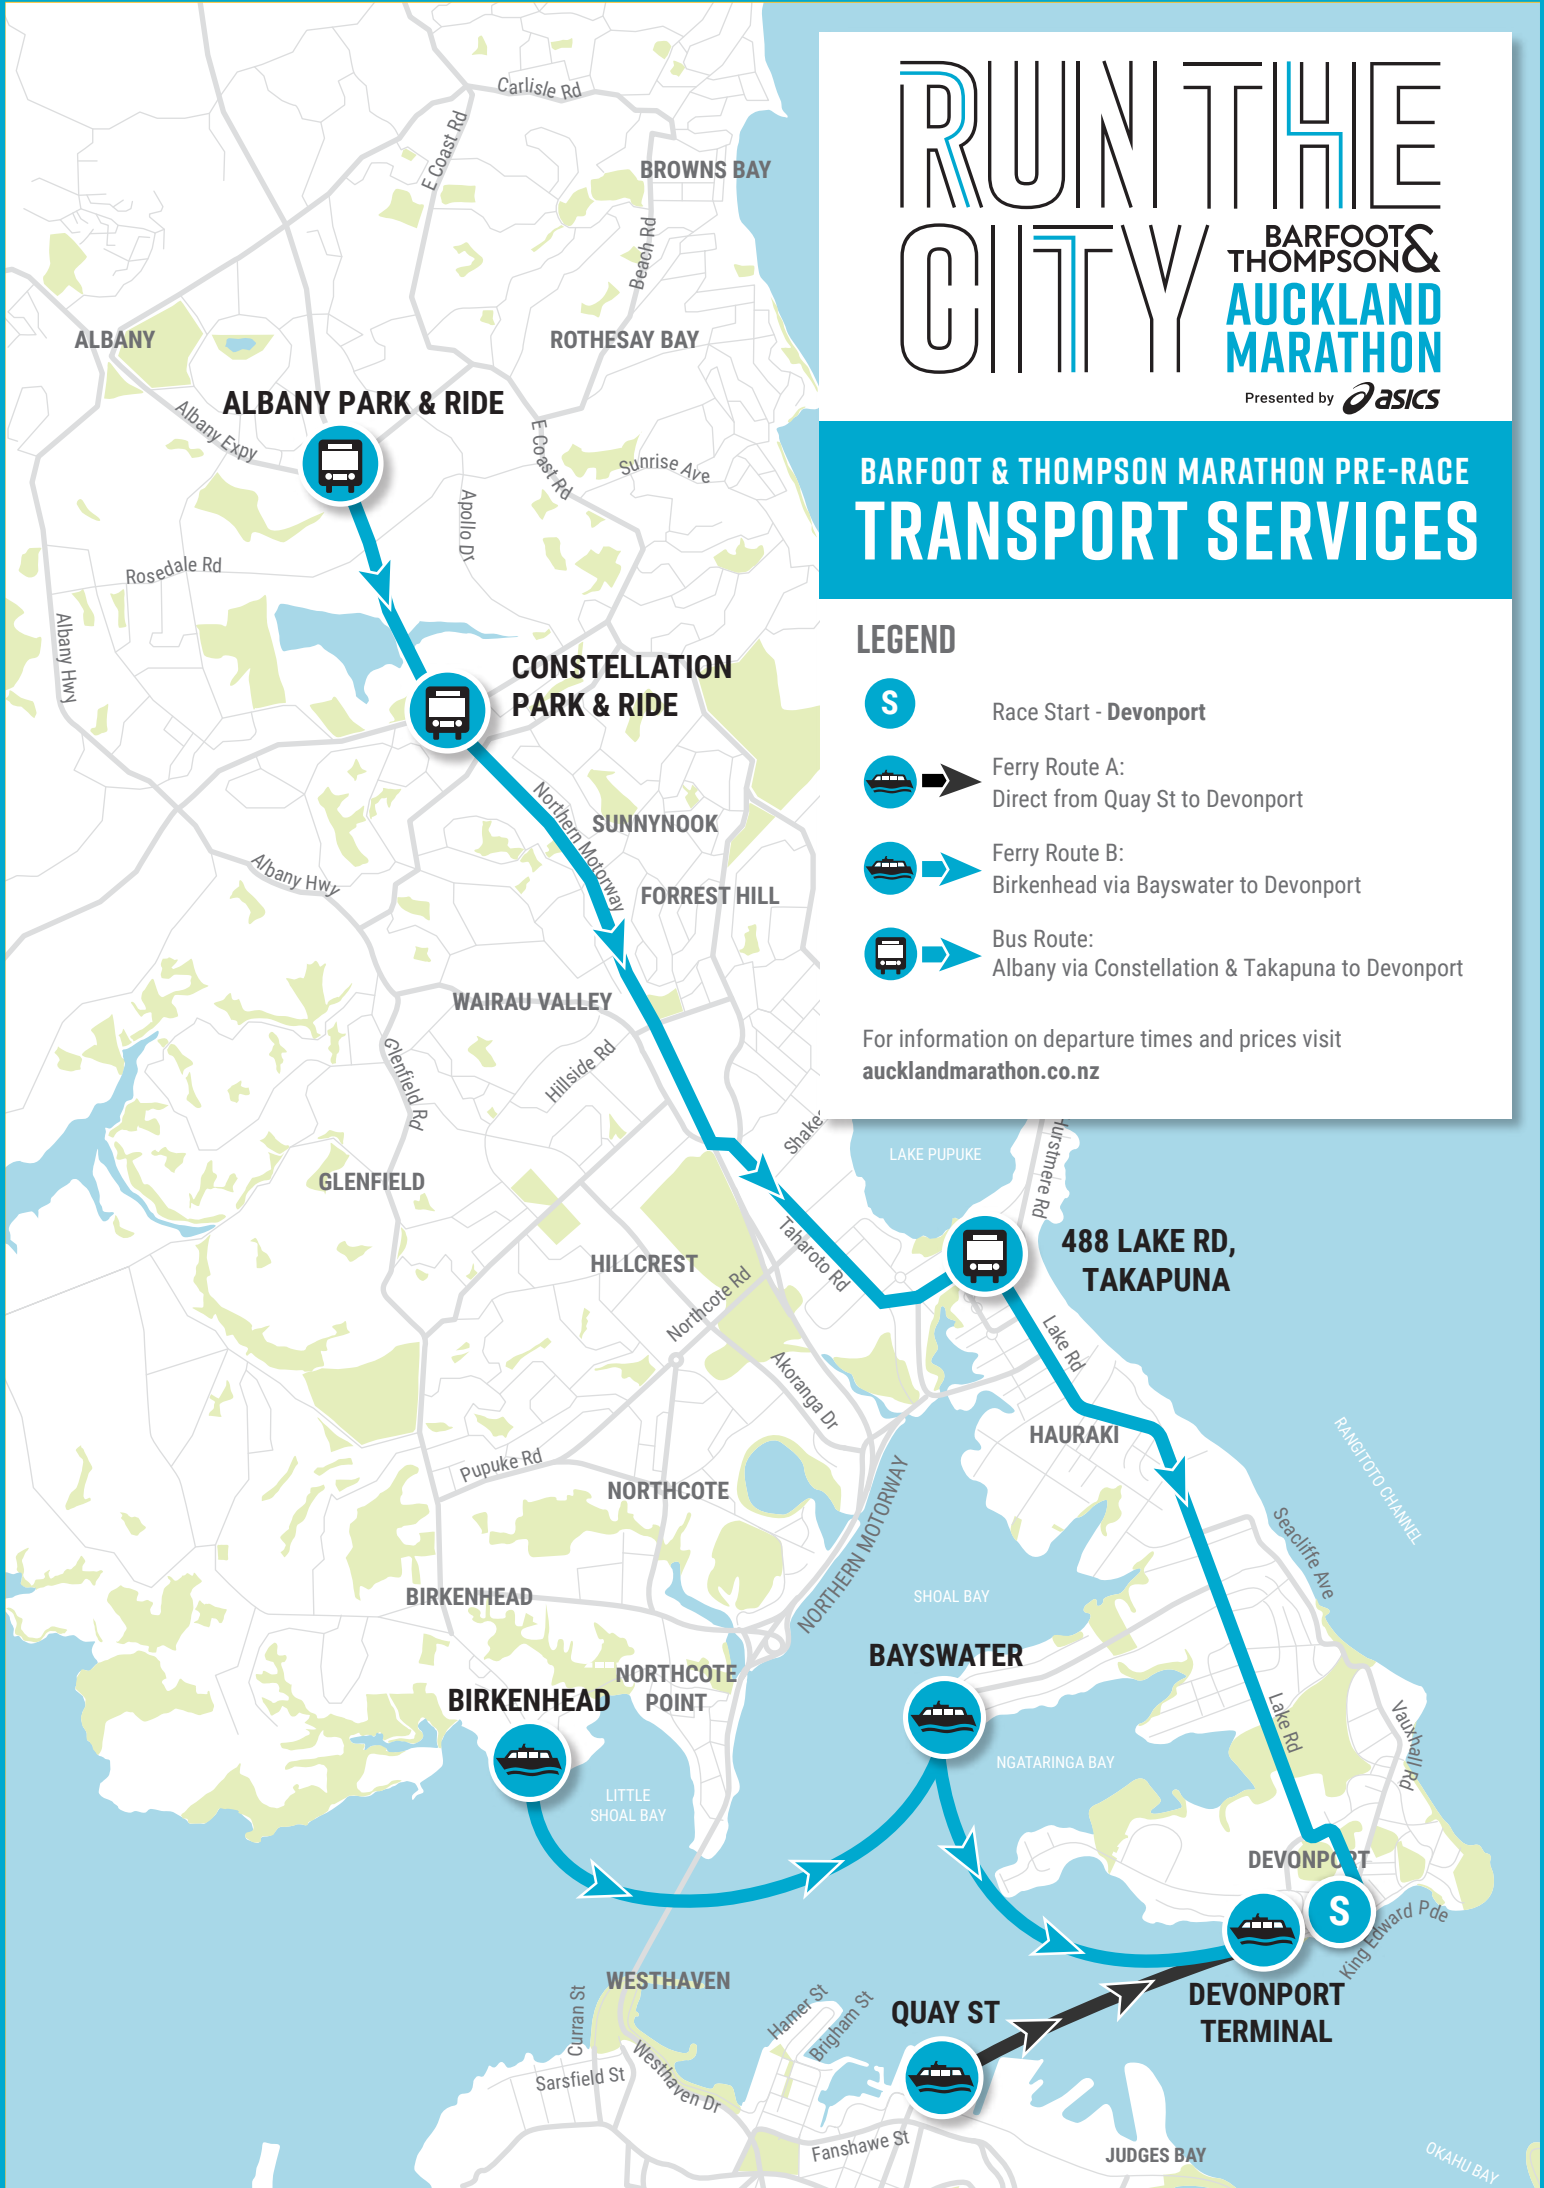 RUN THE
CITY
BARFOOT &
THOMPSON
AUCKLAND
MARATHON
Presented by asics
BARFOOT & THOMPSON MARATHON PRE-RACE
TRANSPORT SERVICES
LEGEND
S
Race Start - Devonport
Ferry Route A:
Direct from Quay St to Devonport
Ferry Route B:
Birkenhead via Bayswater to Devonport
Bus Route:
Albany via Constellation & Takapuna to Devonport
For information on departure times and prices visit
aucklandmarathon.co.nz
Carlisle Rd
E Coast Rd
BROWNS BAY
Beach Rd
ALBANY
ROTHESAY BAY
ALBANY PARK & RIDE
Albany Expy
E Coast Rd
Sunrise Ave
Apollo Dr
Rosedale Rd
Albany Hwy
CONSTELLATION
PARK & RIDE
Northern Motorway
SUNNYNOOK
Albany Hwy
FORREST HILL
WAIRAU VALLEY
Glenfield Rd
Hillside Rd
Shakes
LAKE PUPUKE
Hurstmere Rd
GLENFIELD
488 LAKE RD,
TAKAPUNA
Taharoto Rd
HILLCREST
Northcote Rd
Lake Rd
Akoranga Dr
HAURAKI
RANGITOTO CHANNEL
Pupuke Rd
NORTHCOTE
NORTHERN MOTORWAY
Seacliffe Ave
BIRKENHEAD
SHOAL BAY
BAYSWATER
NORTHCOTE
POINT
BIRKENHEAD
Lake Rd
Vauxhall Rd
NGATARINGA BAY
LITTLE
SHOAL BAY
DEVONPORT
S
King Edward Pde
WESTHAVEN
DEVONPORT
TERMINAL
QUAY ST
Curran St
Hamer St
Brigham St
Westhaven Dr
Sarsfield St
Fanshawe St
JUDGES BAY
OKAHU BAY